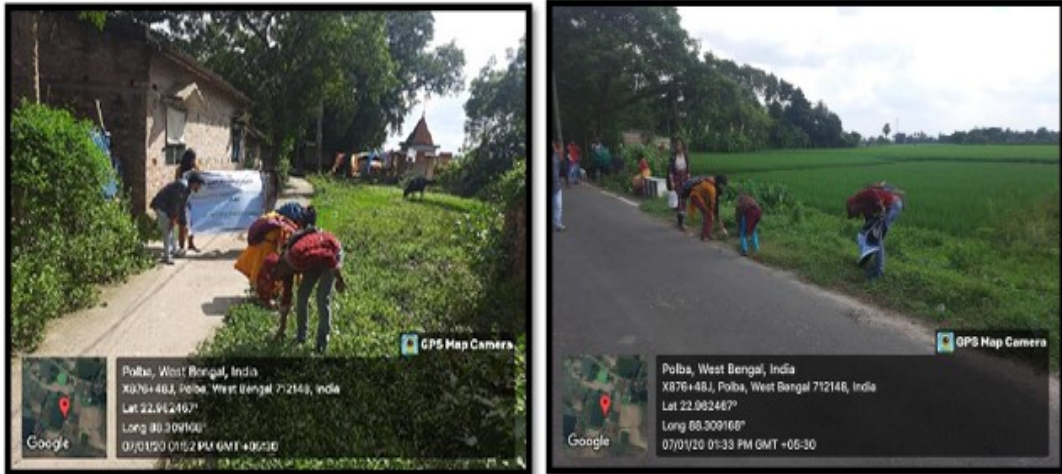 GPS Map Camera
Polba, West Bengal, India
X876+48J, Polba, West Bengal 712148, India
Lat 22.962467°
Long 88.309168°
07/01/20 01:52 PM GMT +05:30
Google
GPS Map Camera
Polba, West Bengal, India
X876+48J, Polba, West Bengal 712148, India
Lat 22.962467°
Long 88.309168°
07/01/20 01:33 PM GMT +05:30
Google